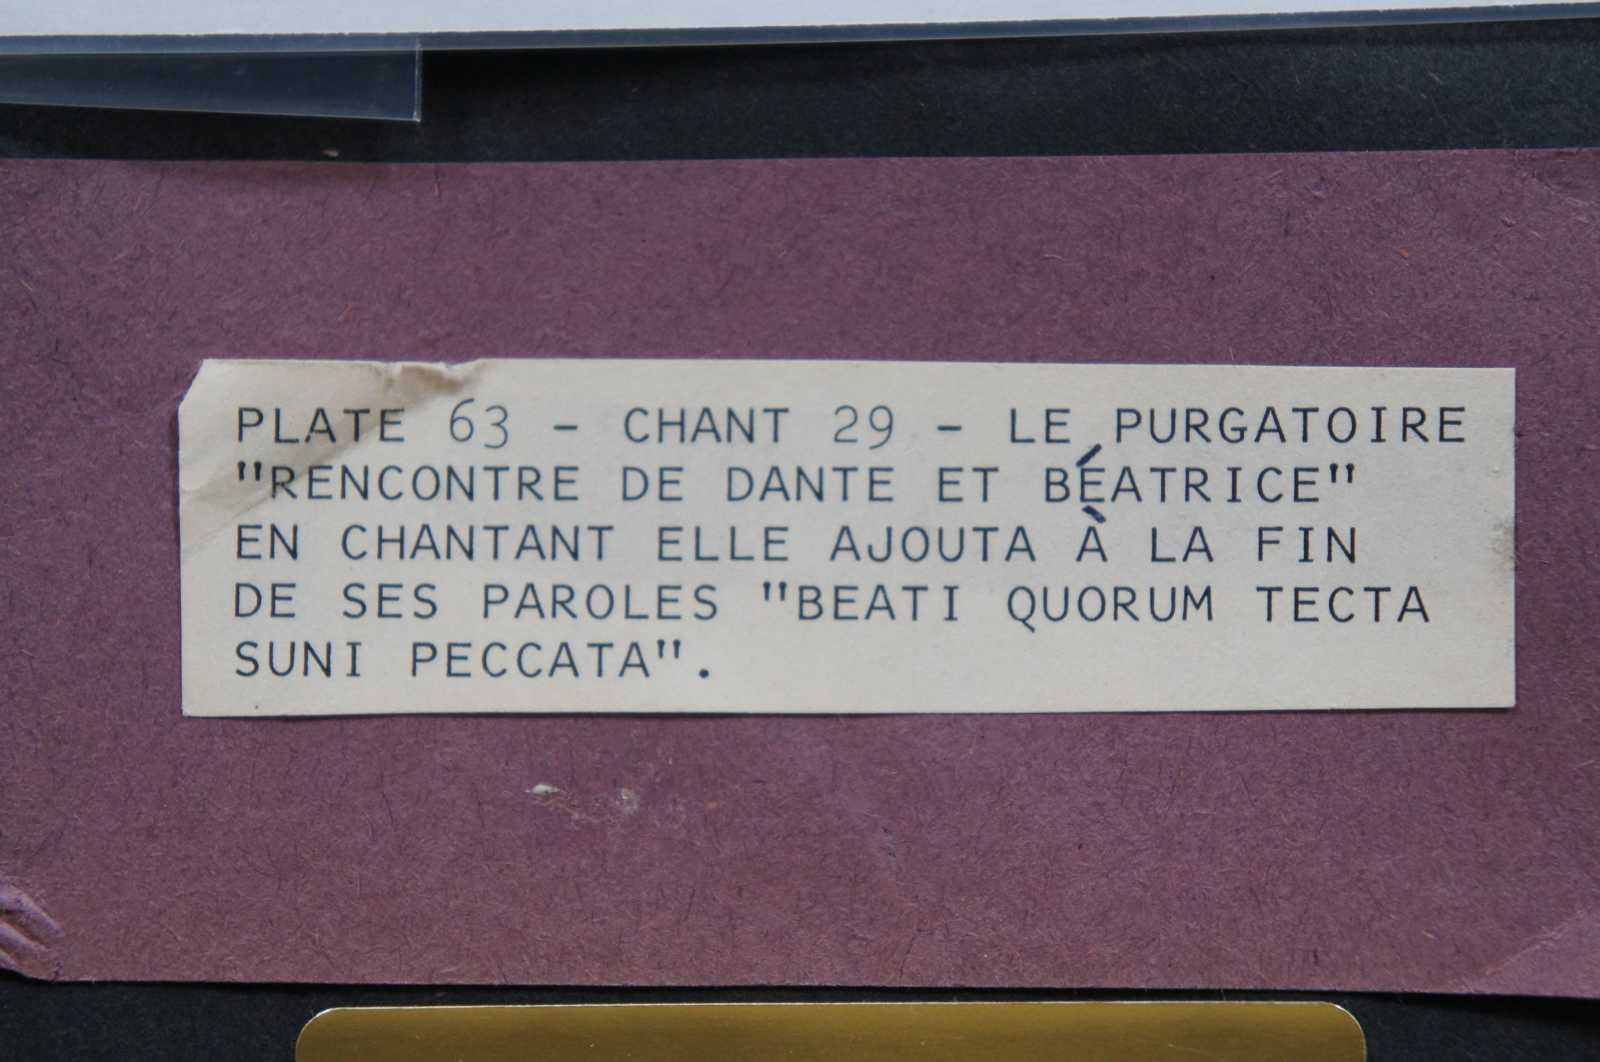 PLATE 63 - CHANT 29 - LE PURGATOIRE
"RENCONTRE DE DANTE ET BÉATRICE"
EN CHANTANT ELLE AJOUTA À LA FIN
DE SES PAROLES "BEATI QUORUM TECTA
SUNI PECCATA".